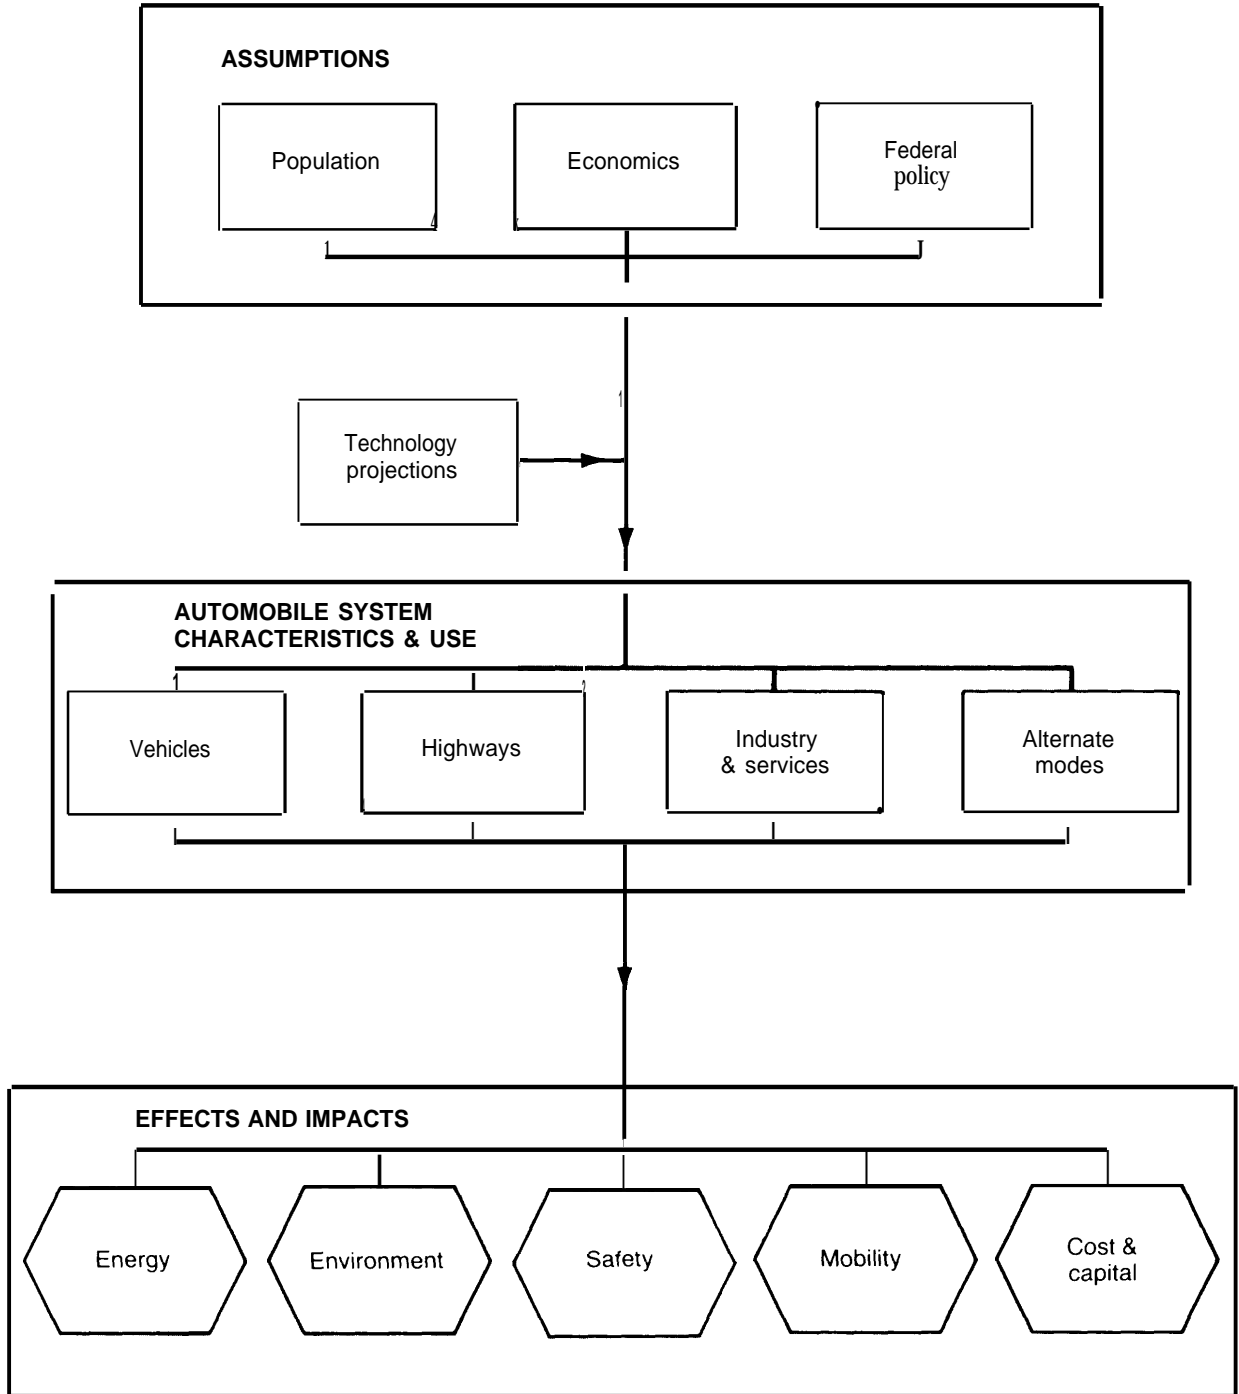 ASSUMPTIONS
Population
Economics
Federal
policy
Technology
projections
AUTOMOBILE SYSTEM
CHARACTERISTICS & USE
Vehicles
Highways
Industry
& services
Alternate
modes
EFFECTS AND IMPACTS
Energy
Environment
Safety
Mobility
Cost &
capital